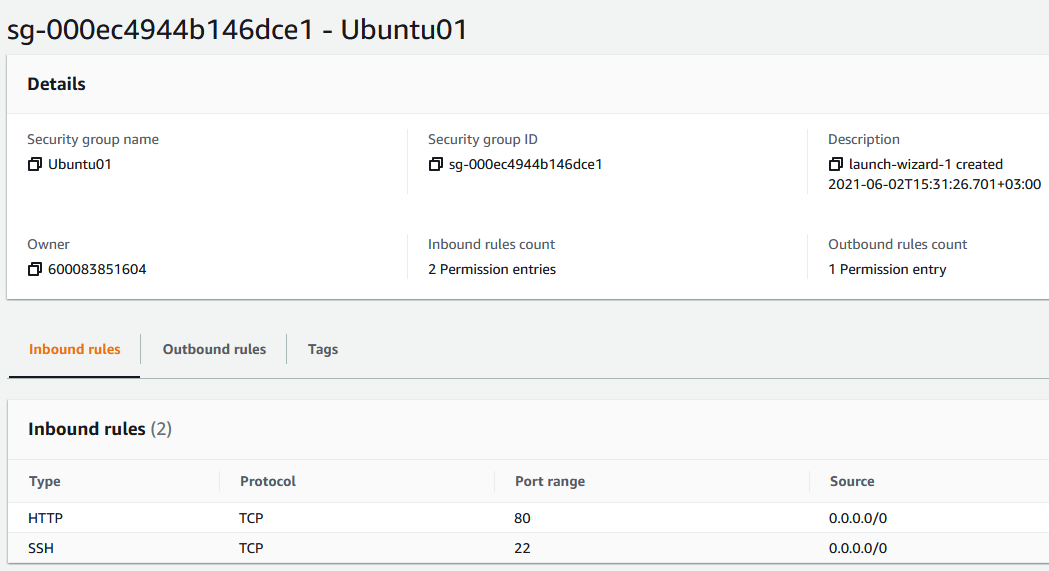 sg-000ec4944b146dce1 - Ubuntu01
Details
Security group name
Ubuntu01
Security group ID
sg-000ec4944b146dce1
Description
launch-wizard-1 created
2021-06-02T15:31:26.701+03:00
Owner
600083851604
Inbound rules count
2 Permission entries
Outbound rules count
1 Permission entry
Inbound rules Outbound rules Tags
Inbound rules (2)
Type Protocol Port range Source
HTTP TCP 80 0.0.0.0/0
SSH TCP 22 0.0.0.0/0